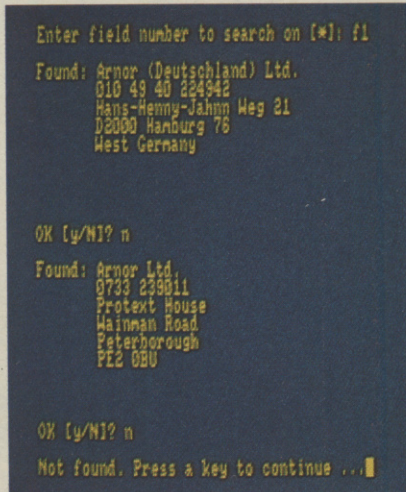 Enter field number to search on [*]: f1
Found: Arnor (Deutschland) Ltd.
010 49 40 224942
Hans-Henny-Jahnn Weg 21
D2000 Hamburg 76
West Germany
OK [y/N]? n
Found: Arnor Ltd.
0733 239011
Protext House
Wainman Road
Peterborough
PE2 0BU
OK [y/N]? n
Not found. Press a key to continue ...